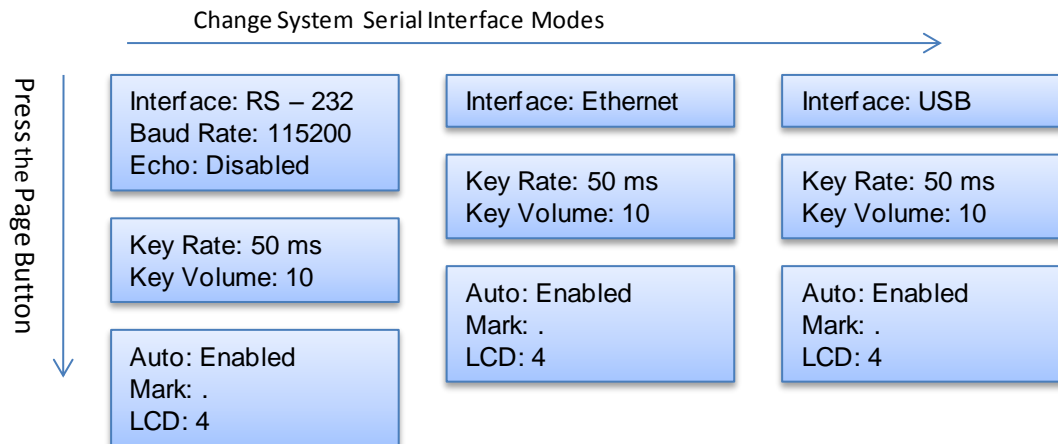 Change System Serial Interface Modes
Press the Page Button
Interface: RS – 232
Baud Rate: 115200
Echo: Disabled
Key Rate: 50 ms
Key Volume: 10
Auto: Enabled
Mark: .
LCD: 4
Interface: Ethernet
Key Rate: 50 ms
Key Volume: 10
Auto: Enabled
Mark: .
LCD: 4
Interface: USB
Key Rate: 50 ms
Key Volume: 10
Auto: Enabled
Mark: .
LCD: 4